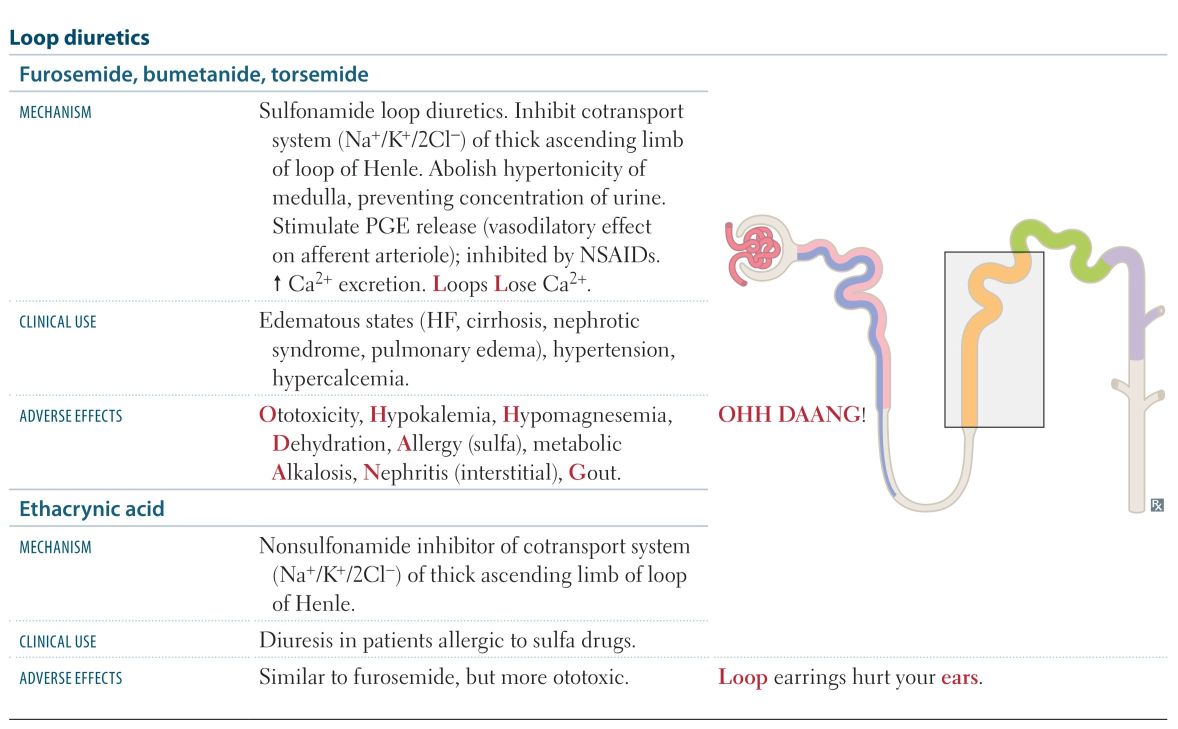 Loop diuretics
Furosemide, bumetanide, torsemide
MECHANISM
Sulfonamide loop diuretics. Inhibit cotransport
system (Na⁺/K⁺/2Cl⁻) of thick ascending limb
of loop of Henle. Abolish hypertonicity of
medulla, preventing concentration of urine.
Stimulate PGE release (vasodilatory effect
on afferent arteriole); inhibited by NSAIDs.
↑ Ca²⁺ excretion. Loops Lose Ca²⁺.
CLINICAL USE
Edematous states (HF, cirrhosis, nephrotic
syndrome, pulmonary edema), hypertension,
hypercalcemia.
ADVERSE EFFECTS
Ototoxicity, Hypokalemia, Hypomagnesemia,
Dehydration, Allergy (sulfa), metabolic
Alkalosis, Nephritis (interstitial), Gout.
OHH DAANG!
Rx
Ethacrynic acid
MECHANISM
Nonsulfonamide inhibitor of cotransport system
(Na⁺/K⁺/2Cl⁻) of thick ascending limb of loop
of Henle.
CLINICAL USE
Diuresis in patients allergic to sulfa drugs.
ADVERSE EFFECTS
Similar to furosemide, but more ototoxic.
Loop earrings hurt your ears.